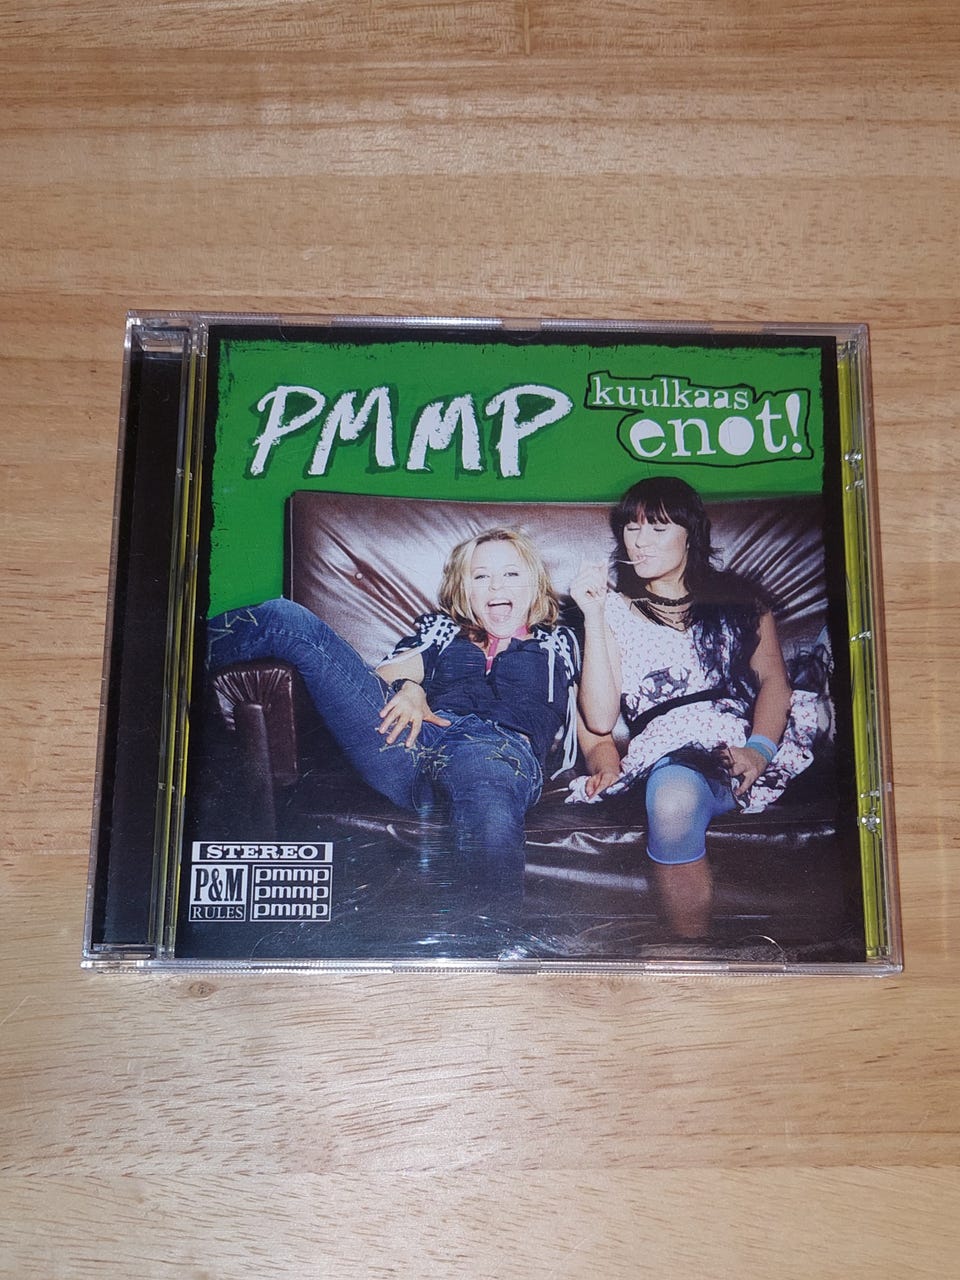 PMMP
kuulkaas
enot!
STEREO
P&M
RULES
pmmp
pmmp
pmmp